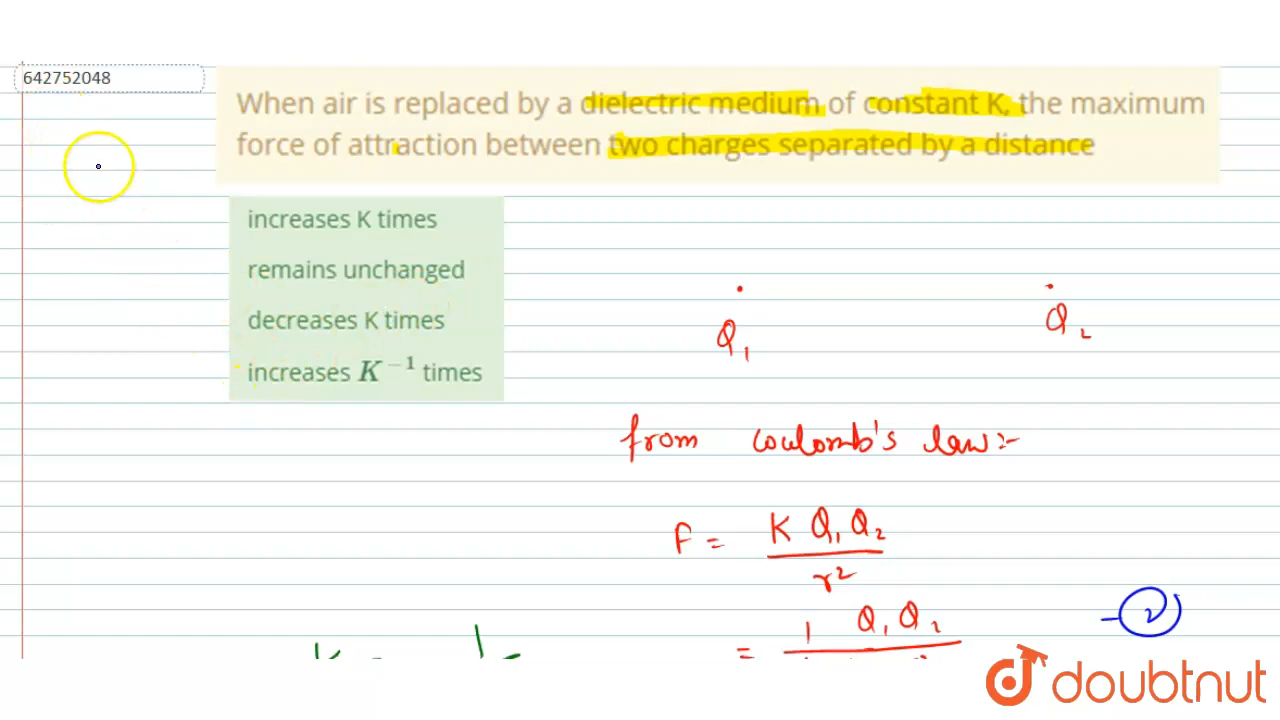 642752048
When air is replaced by a dielectric medium of constant K, the maximum
force of attraction between two charges separated by a distance
increases K times
remains unchanged
decreases K times
increases K⁻¹ times
Q₁ Q₂
from Coulomb's law:-
F = K Q₁ Q₂
r²
= 1 Q₁ Q₂
-②
K =
doubtnut